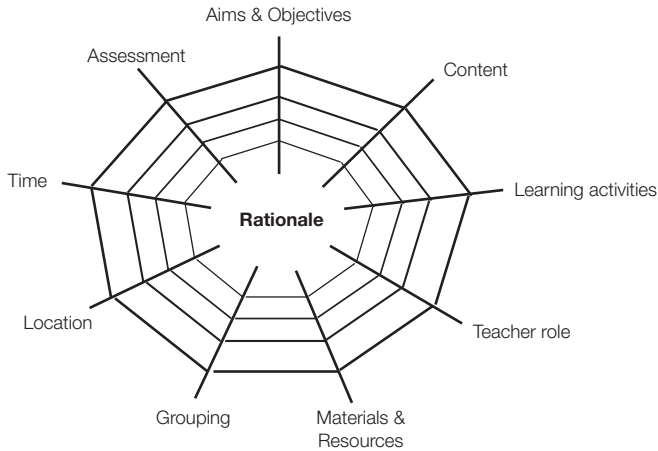 Aims & Objectives
Assessment
Content
Time
Learning activities
Rationale
Location
Teacher role
Grouping
Materials &
Resources